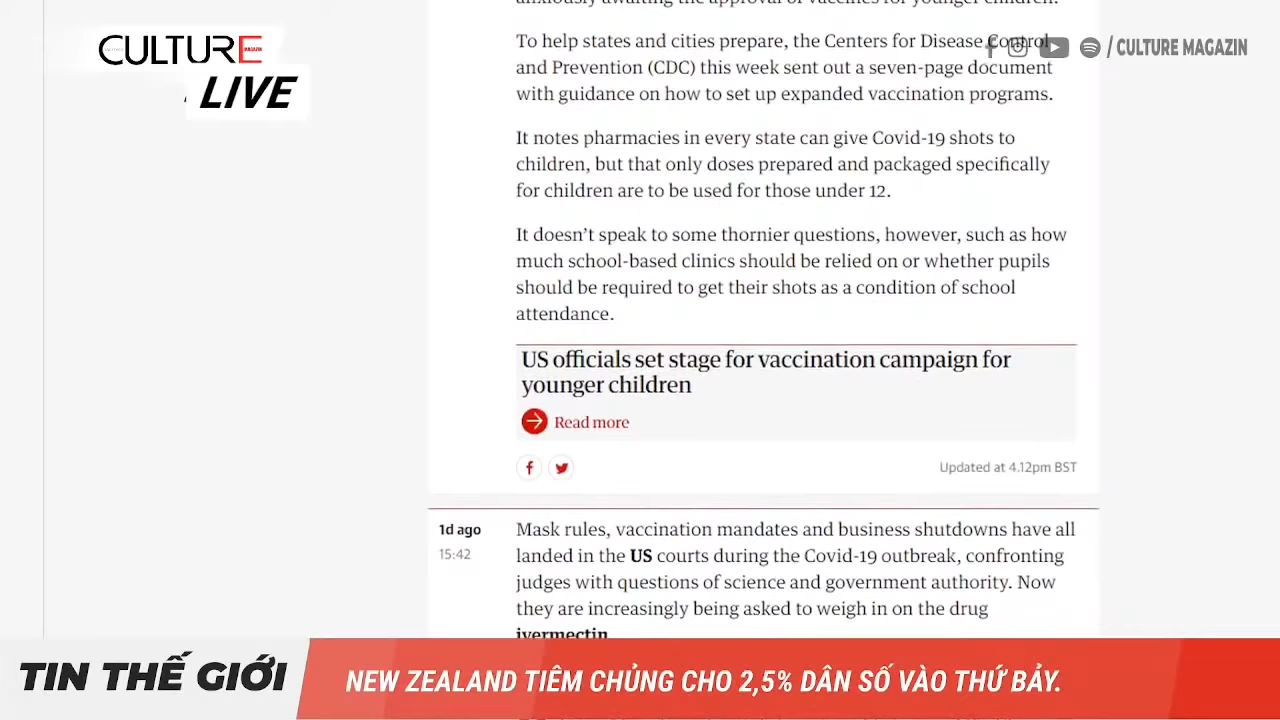 anxiously awaiting the approval of vaccines for younger children.
CULTURE
LIVE
/ CULTURE MAGAZIN
To help states and cities prepare, the Centers for Disease Control
and Prevention (CDC) this week sent out a seven-page document
with guidance on how to set up expanded vaccination programs.
It notes pharmacies in every state can give Covid-19 shots to
children, but that only doses prepared and packaged specifically
for children are to be used for those under 12.
It doesn’t speak to some thornier questions, however, such as how
much school-based clinics should be relied on or whether pupils
should be required to get their shots as a condition of school
attendance.
US officials set stage for vaccination campaign for
younger children
Read more
Updated at 4.12pm BST
1d ago
15:42
Mask rules, vaccination mandates and business shutdowns have all
landed in the US courts during the Covid-19 outbreak, confronting
judges with questions of science and government authority. Now
they are increasingly being asked to weigh in on the drug
ivermectin.
TIN THẾ GIỚI
NEW ZEALAND TIÊM CHỦNG CHO 2,5% DÂN SỐ VÀO THỨ BẢY.